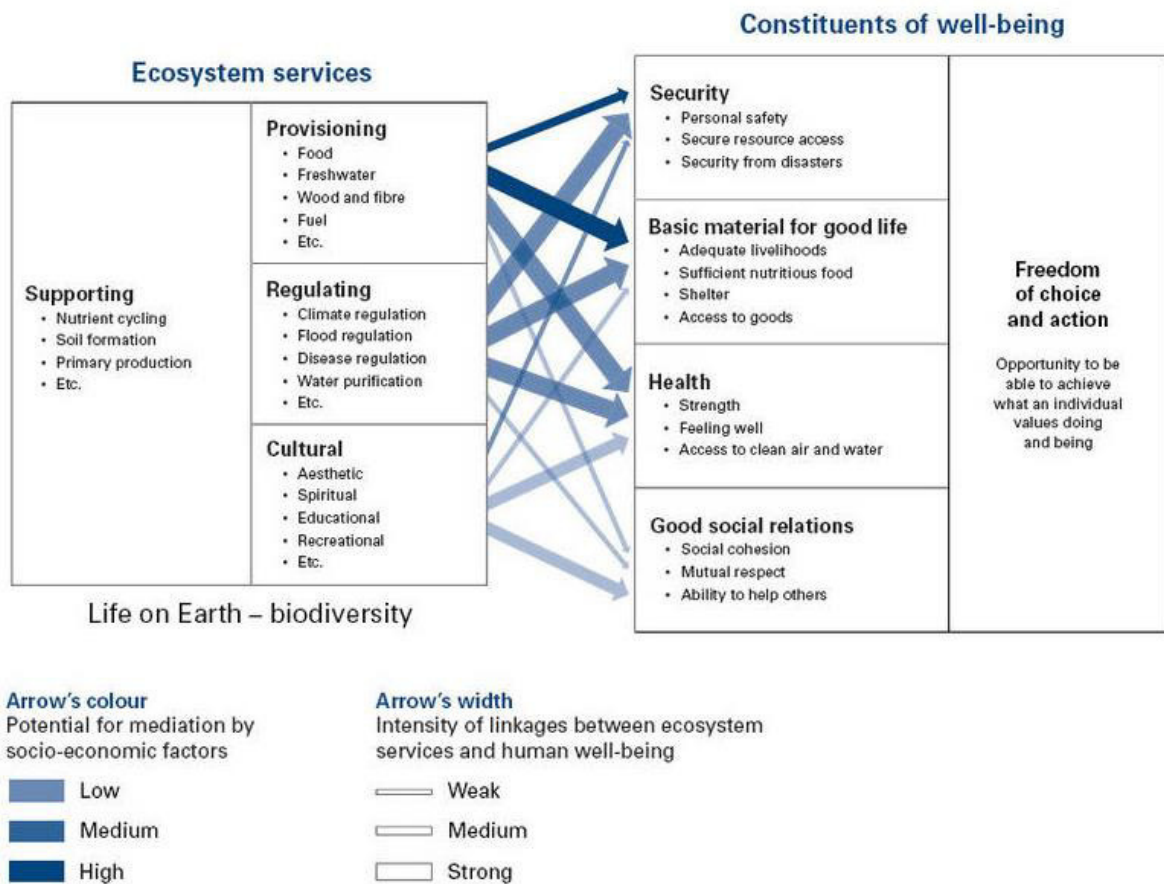 Constituents of well-being
Ecosystem services
Supporting
• Nutrient cycling
• Soil formation
• Primary production
• Etc.
Provisioning
• Food
• Freshwater
• Wood and fibre
• Fuel
• Etc.
Regulating
• Climate regulation
• Flood regulation
• Disease regulation
• Water purification
• Etc.
Cultural
• Aesthetic
• Spiritual
• Educational
• Recreational
• Etc.
Life on Earth – biodiversity
Security
• Personal safety
• Secure resource access
• Security from disasters
Basic material for good life
• Adequate livelihoods
• Sufficient nutritious food
• Shelter
• Access to goods
Health
• Strength
• Feeling well
• Access to clean air and water
Good social relations
• Social cohesion
• Mutual respect
• Ability to help others
Freedom
of choice
and action
Opportunity to be
able to achieve
what an individual
values doing
and being
Arrow's colour
Potential for mediation by
socio-economic factors
Low
Medium
High
Arrow's width
Intensity of linkages between ecosystem
services and human well-being
Weak
Medium
Strong